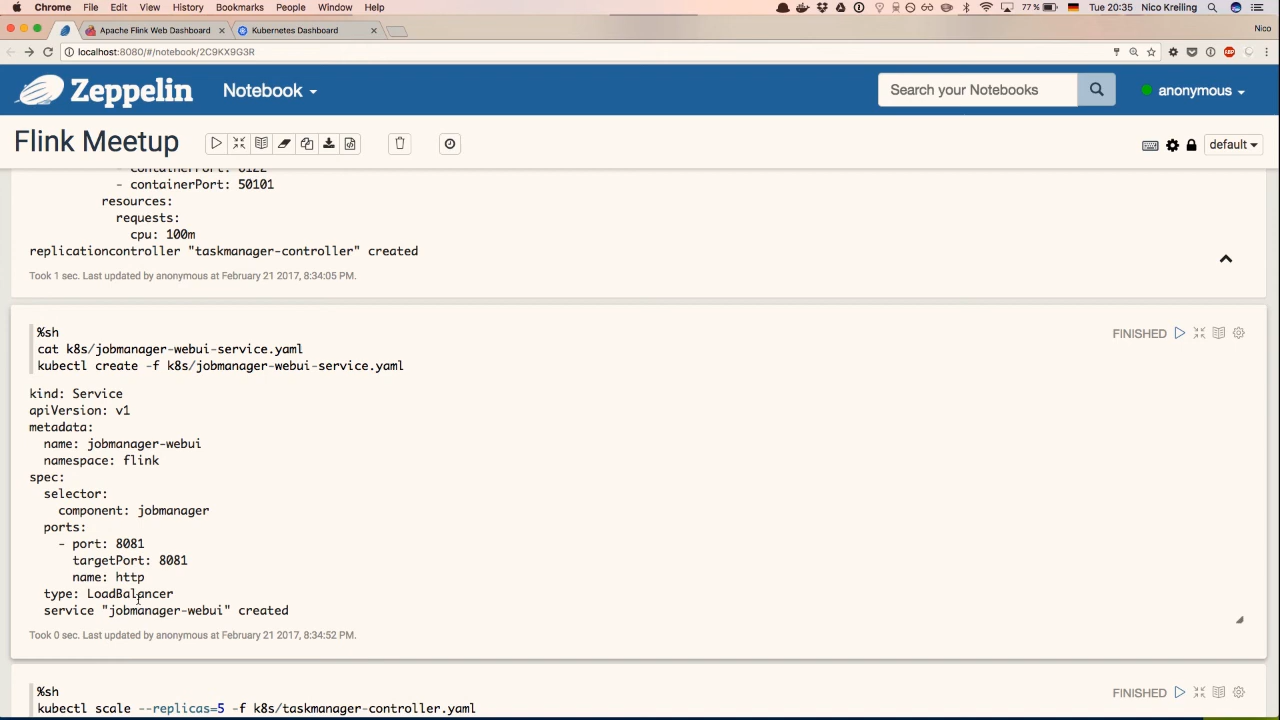 Chrome File Edit View History Bookmarks People Window Help 77% Tue 20:35 Nico Kreiling
Apache Flink Web Dashboard Kubernetes Dashboard Nico
localhost:8080/#/notebook/2C9KX9G3R
Zeppelin Notebook Search your Notebooks anonymous
Flink Meetup default
- containerPort: 6122
- containerPort: 50101
resources:
requests:
cpu: 100m
replicationcontroller "taskmanager-controller" created
Took 1 sec. Last updated by anonymous at February 21 2017, 8:34:05 PM.
%sh FINISHED
cat k8s/jobmanager-webui-service.yaml
kubectl create -f k8s/jobmanager-webui-service.yaml
kind: Service
apiVersion: v1
metadata:
name: jobmanager-webui
namespace: flink
spec:
selector:
component: jobmanager
ports:
- port: 8081
targetPort: 8081
name: http
type: LoadBalancer
service "jobmanager-webui" created
Took 0 sec. Last updated by anonymous at February 21 2017, 8:34:52 PM.
%sh FINISHED
kubectl scale --replicas=5 -f k8s/taskmanager-controller.yaml